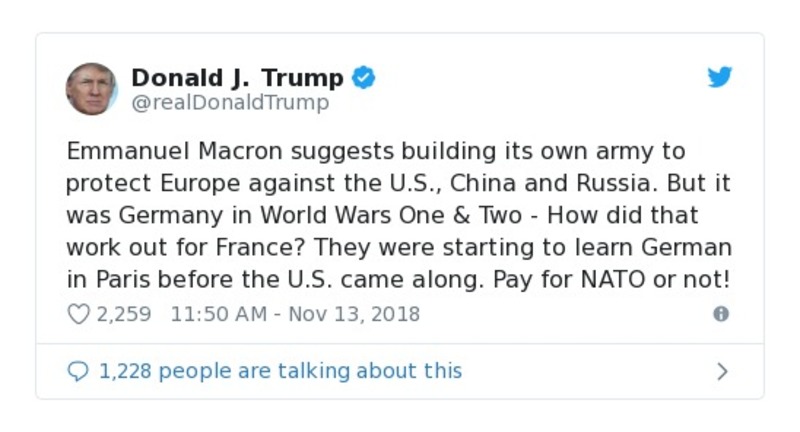 Donald J. Trump
@realDonaldTrump
Emmanuel Macron suggests building its own army to
protect Europe against the U.S., China and Russia. But it
was Germany in World Wars One & Two - How did that
work out for France? They were starting to learn German
in Paris before the U.S. came along. Pay for NATO or not!
2,259 11:50 AM - Nov 13, 2018
1,228 people are talking about this